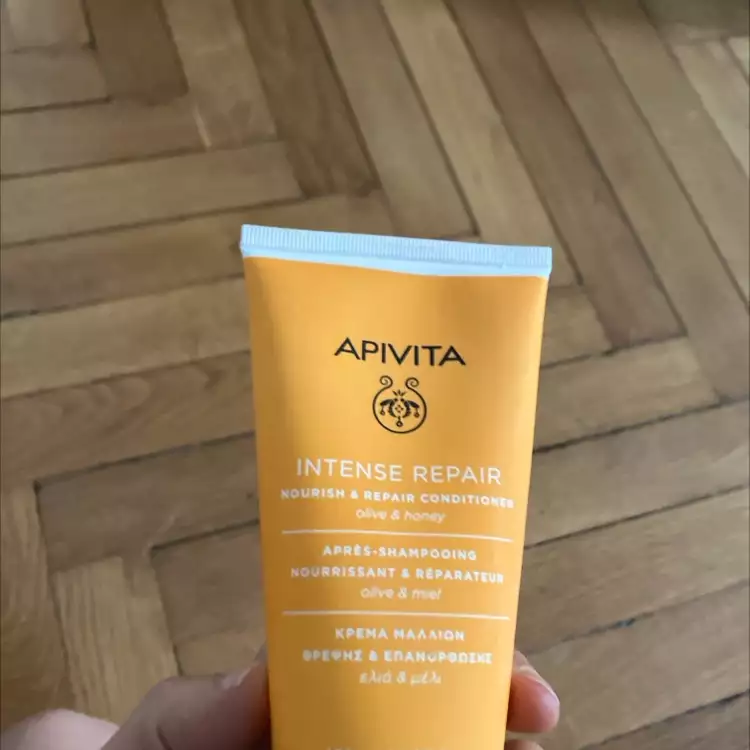 APIVITA
INTENSE REPAIR
NOURISH & REPAIR CONDITIONER
olive & honey
APRÈS-SHAMPOOING
NOURRISSANT & RÉPARATEUR
olive & miel
ΚΡΕΜΑ ΜΑΛΛΙΩΝ
ΘΡΕΨΗΣ & ΕΠΑΝΟΡΘΩΣΗΣ
ελιά & μέλι